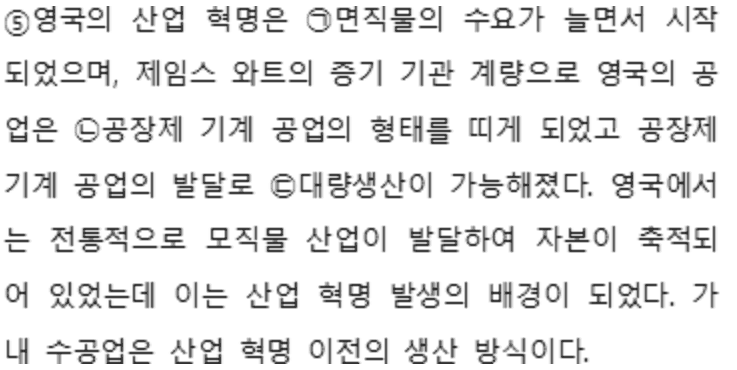 ⑤영국의 산업 혁명은 ㉠면직물의 수요가 늘면서 시작
되었으며, 제임스 와트의 증기 기관 계량으로 영국의 공
업은 ㉡공장제 기계 공업의 형태를 띠게 되었고 공장제
기계 공업의 발달로 ㉢대량생산이 가능해졌다. 영국에서
는 전통적으로 모직물 산업이 발달하여 자본이 축적되
어 있었는데 이는 산업 혁명 발생의 배경이 되었다. 가
내 수공업은 산업 혁명 이전의 생산 방식이다.